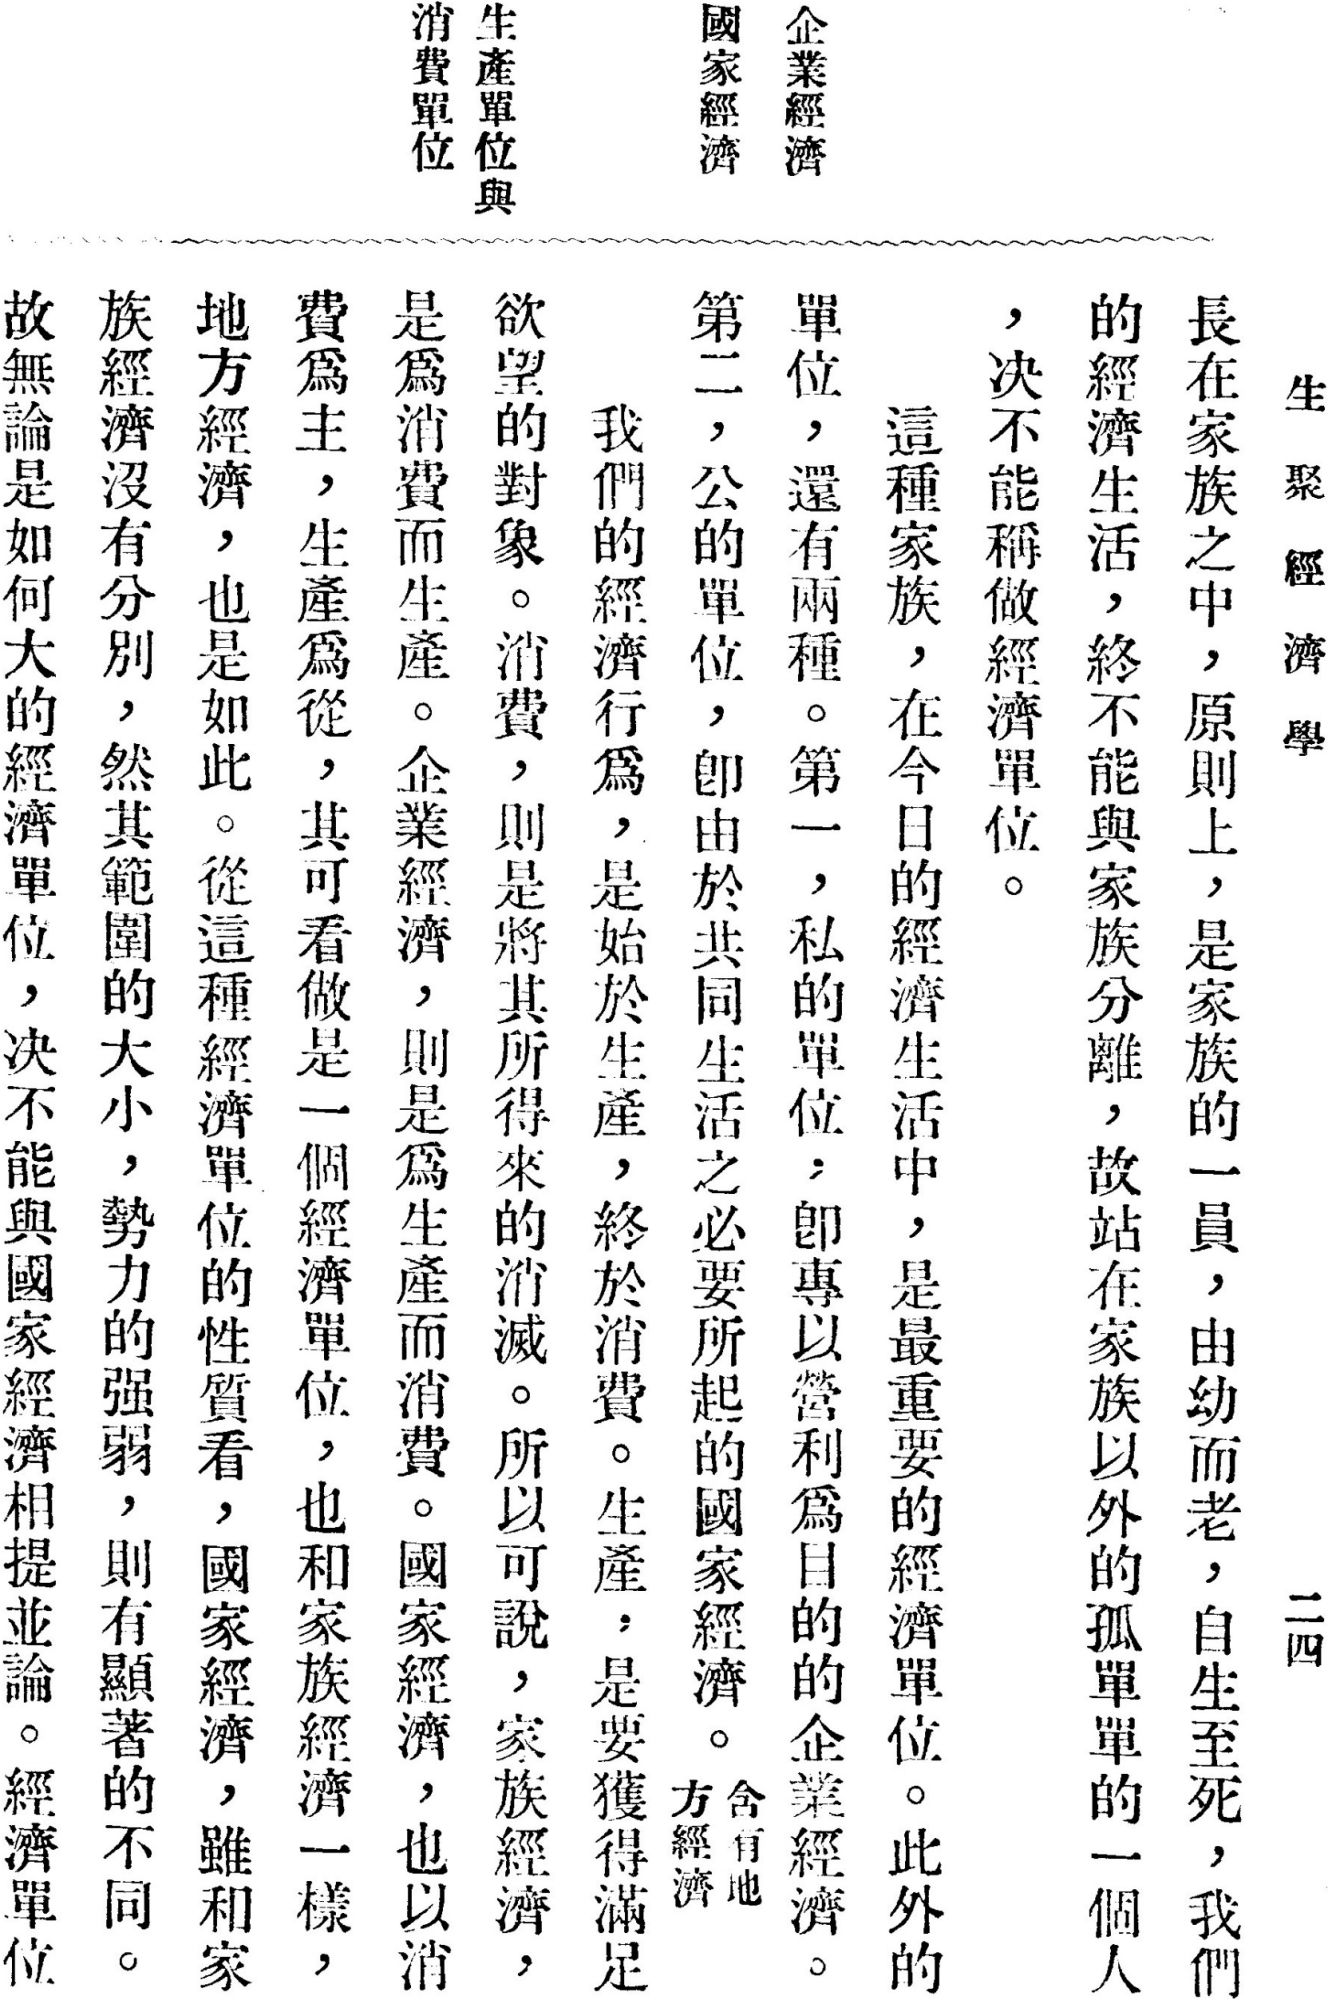 生聚經濟學
二四
長在家族之中，原則上，是家族的一員，由幼而老，自生至死，我們
的經濟生活，終不能與家族分離，故站在家族以外的孤單單的一個人
，决不能稱做經濟單位。
這種家族，在今日的經濟生活中，是最重要的經濟單位。此外的
單位，還有兩種。第一，私的單位；卽專以營利爲目的的企業經濟。
第二，公的單位，卽由於共同生活之必要所起的國家經濟。含有地方經濟
我們的經濟行爲，是始於生產，終於消費。生產；是要獲得滿足
欲望的對象。消費，則是將其所得來的消滅。所以可說，家族經濟，
是爲消費而生產。企業經濟，則是爲生產而消費。國家經濟，也以消
費爲主，生產爲從，其可看做是一個經濟單位，也和家族經濟一樣，
地方經濟，也是如此。從這種經濟單位的性質看，國家經濟，雖和家
族經濟沒有分別，然其範圍的大小，勢力的强弱，則有顯著的不同。
故無論是如何大的經濟單位，决不能與國家經濟相提並論。經濟單位
企業經濟
國家經濟
生產單位與
消費單位